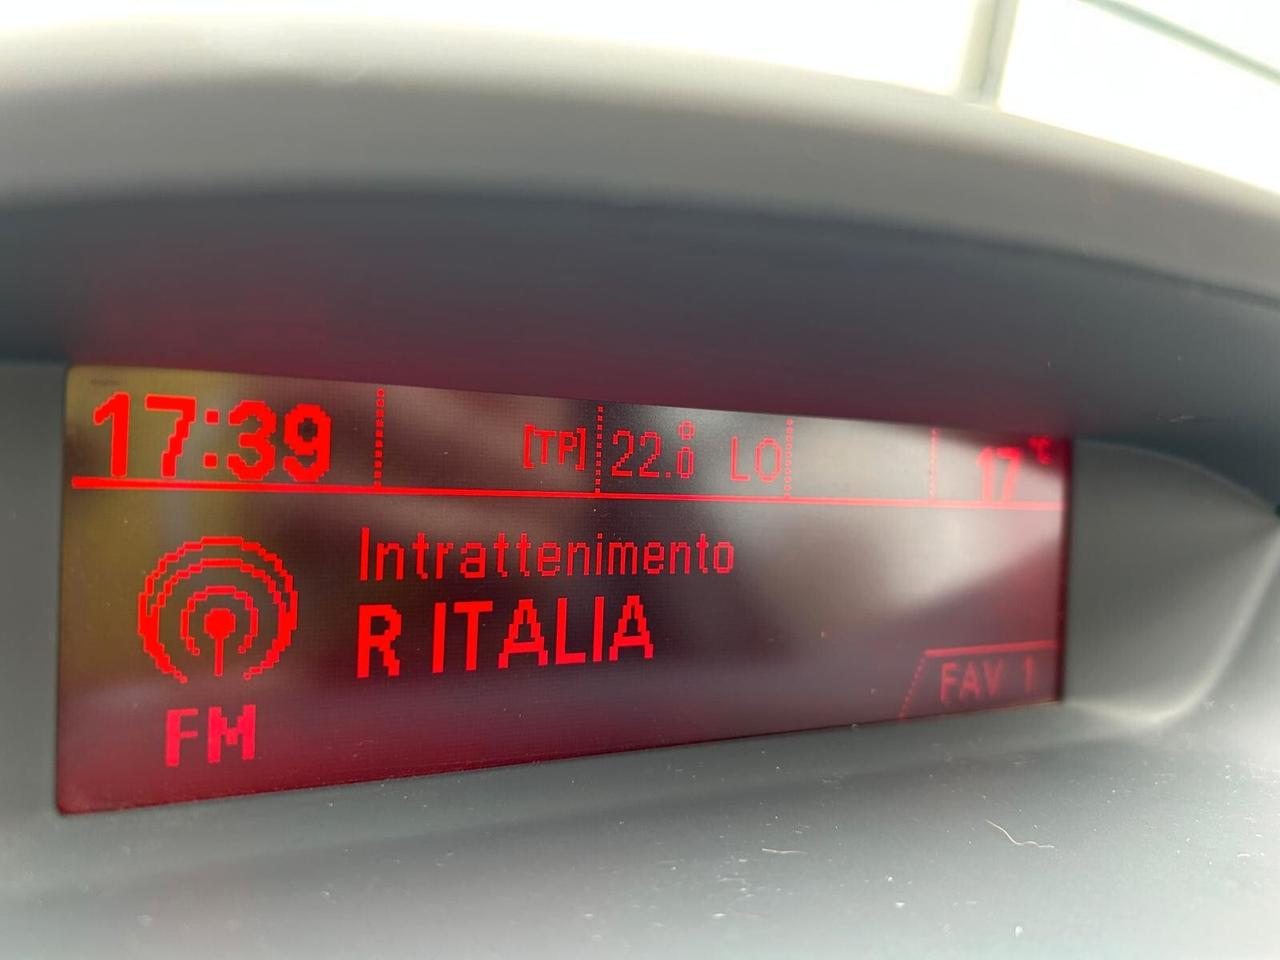 17:39 [TP] 22.0° LO 17 °C
Intrattenimento
R ITALIA
FAV 1
FM